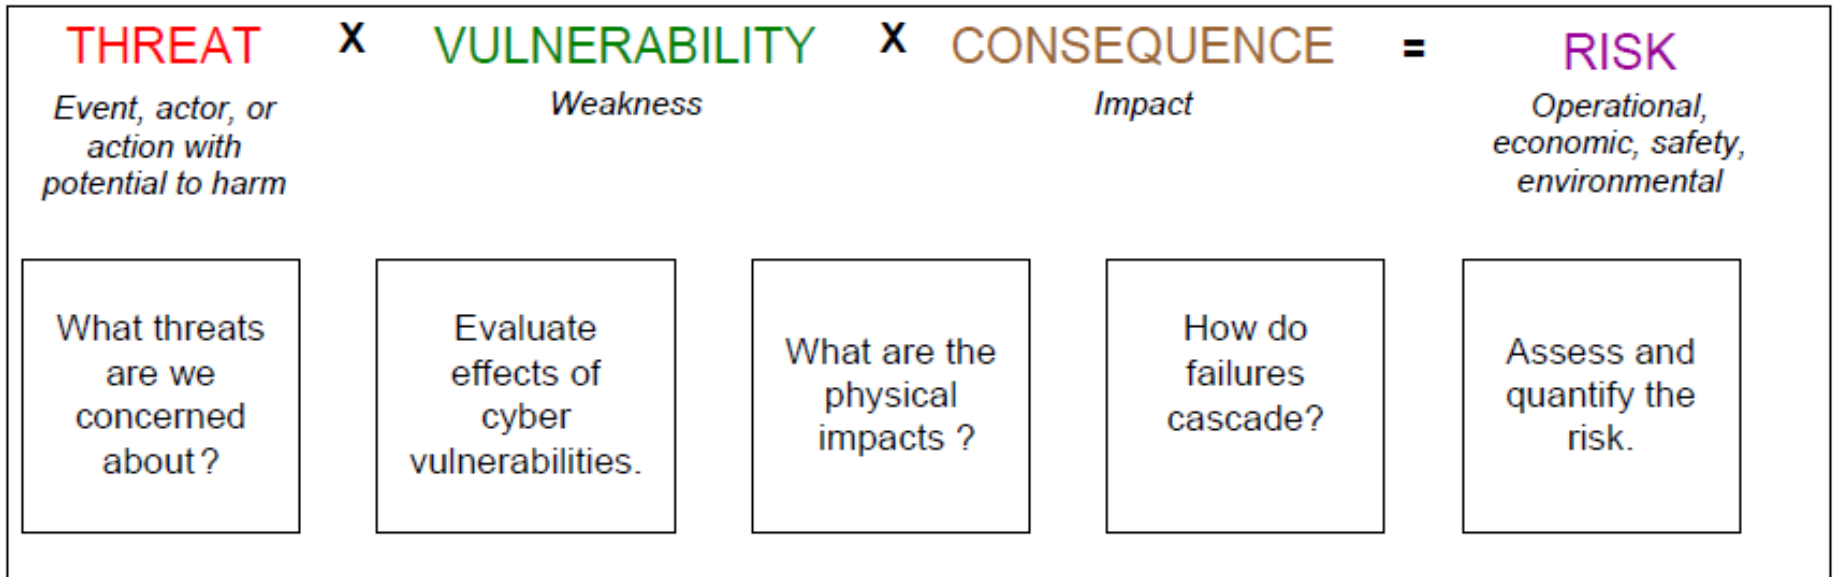 THREAT X VULNERABILITY X CONSEQUENCE = RISK
Event, actor, or
action with
potential to harm
Weakness
Impact
Operational,
economic, safety,
environmental
What threats
are we
concerned
about?
Evaluate
effects of
cyber
vulnerabilities.
What are the
physical
impacts ?
How do
failures
cascade?
Assess and
quantify the
risk.